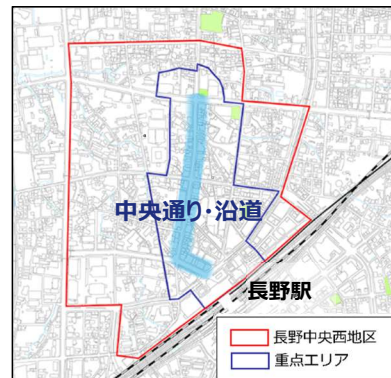 中央通り・沿道
長野駅
長野中央西地区
重点エリア